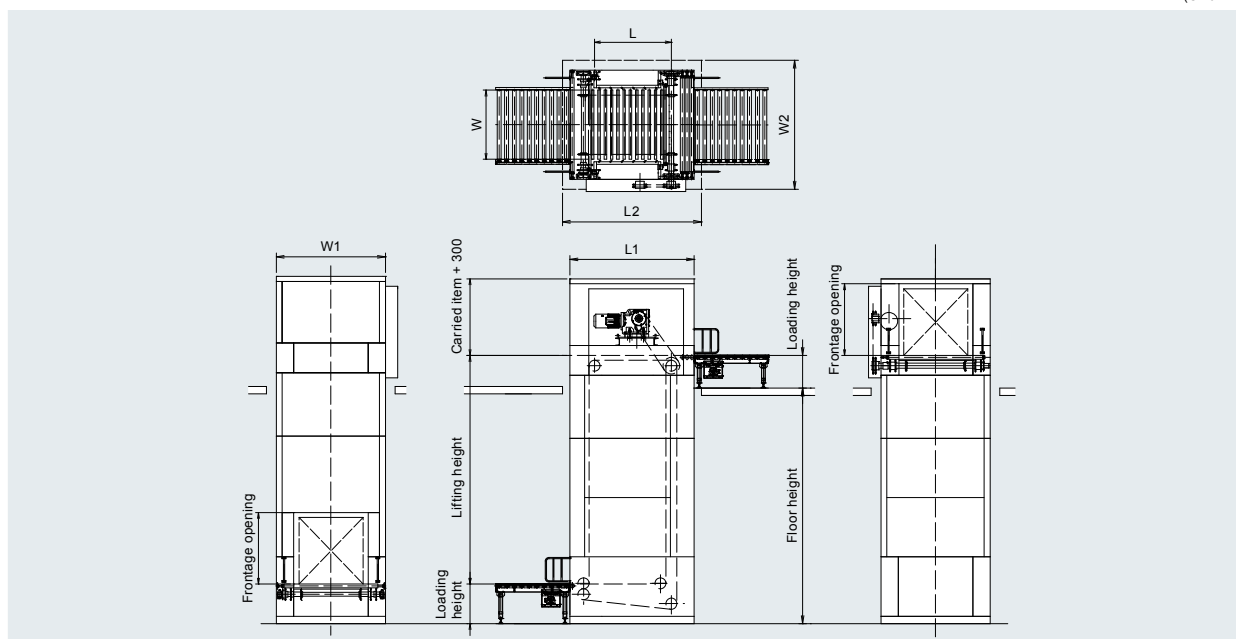 L
W
W2
L2
W1
L1
Carried item + 300
Loading height
Frontage opening
Lifting height
Floor height
Frontage opening
Loading
height